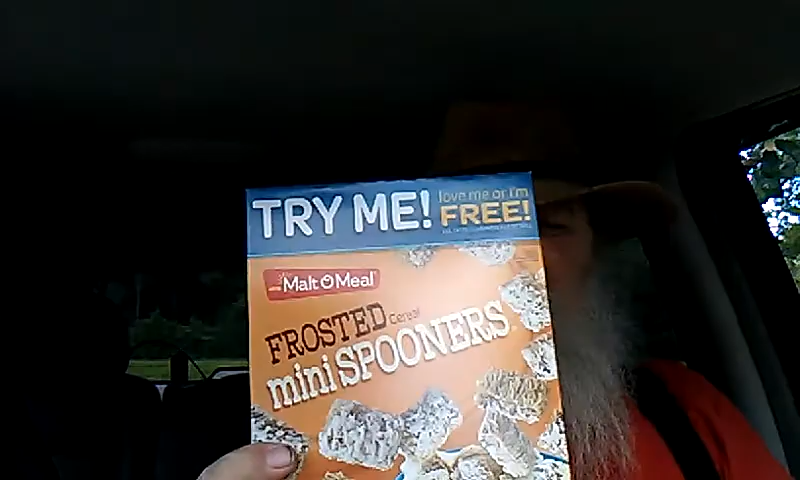 TRY ME! love me or I'm
FREE!
Malt O Meal
FROSTED Cereal
mini SPOONERS